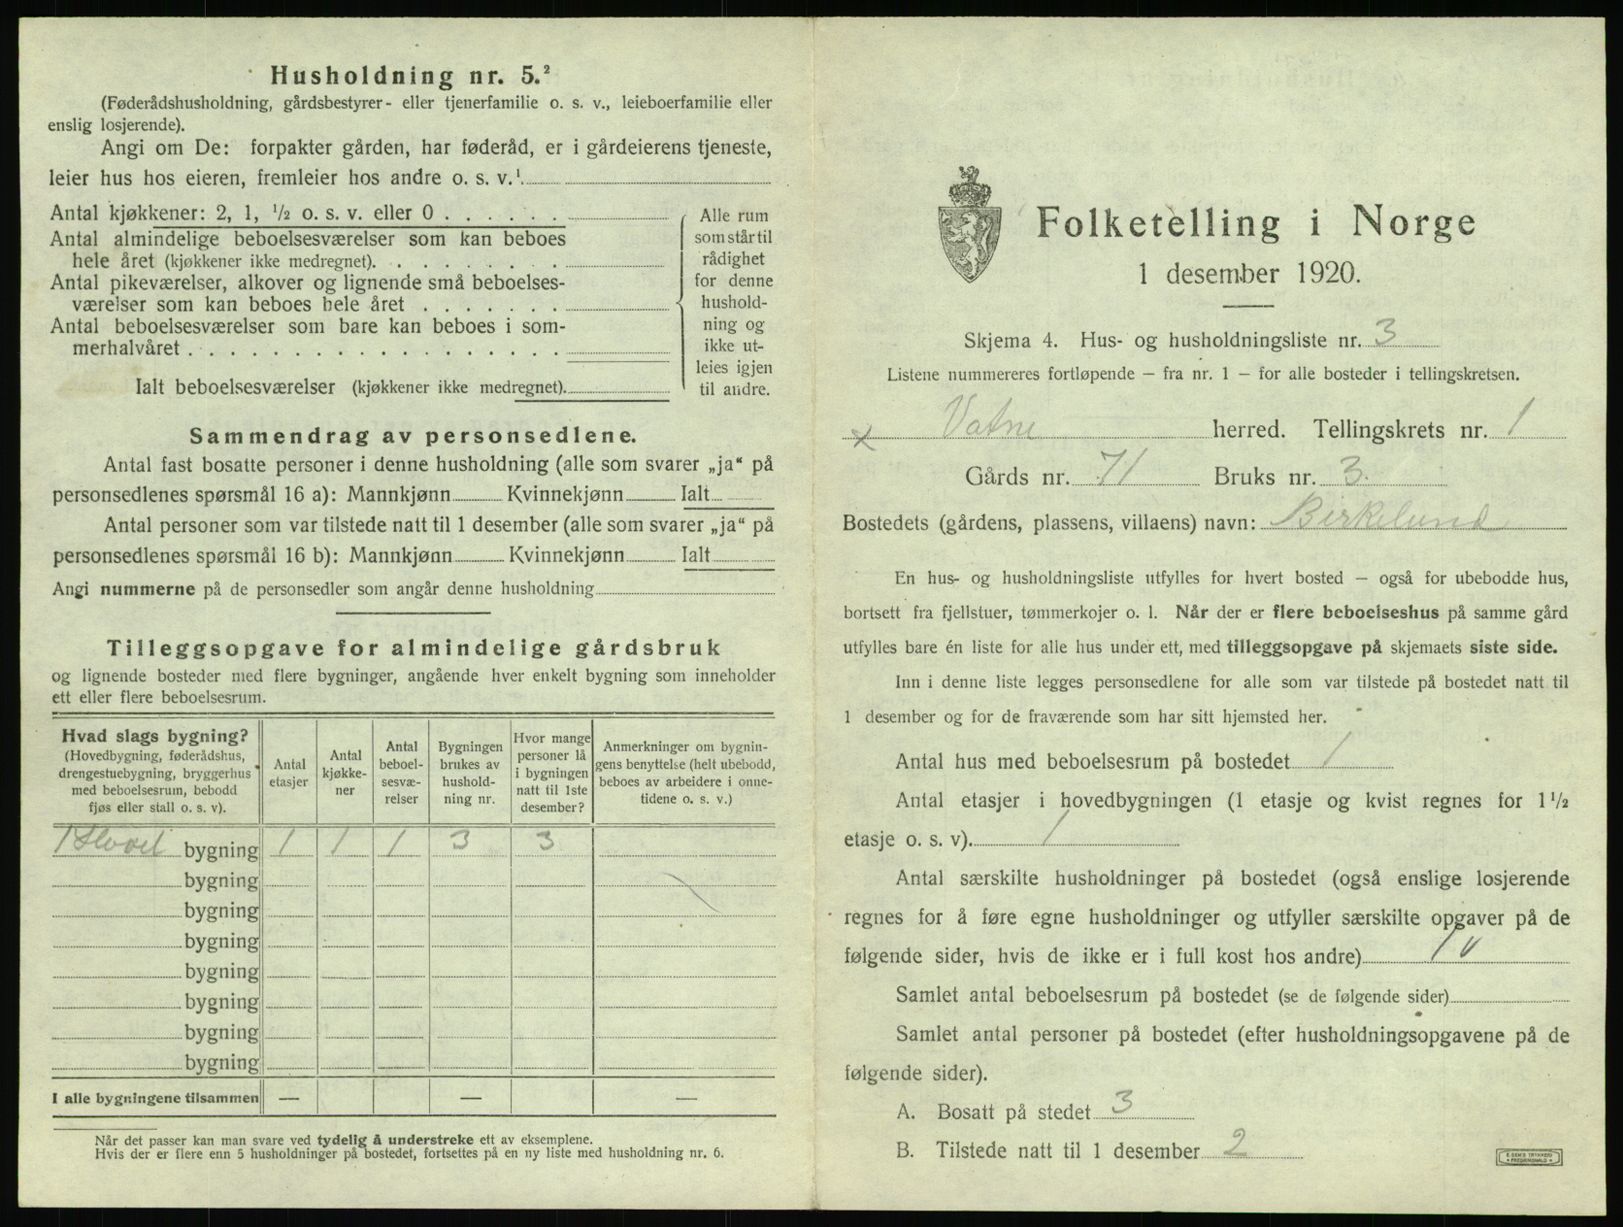 Husholdning nr. 5.²
(Føderådshusholdning, gårdsbestyrer- eller tjenerfamilie o. s. v., leieboerfamilie eller
enslig losjerende).
Angi om De: forpakter gården, har føderåd, er i gårdeierens tjeneste,
leier hus hos eieren, fremleier hos andre o. s. v.¹
Antal kjøkkener: 2, 1, ½ o. s. v. eller 0 . . . . . .
Antal almindelige beboelsesværelser som kan beboes
hele året (kjøkkener ikke medregnet). . . . . . . . .
Antal pikeværelser, alkover og lignende små beboelses-
værelser som kan beboes hele året . . . . . . .
Antal beboelsesværelser som bare kan beboes i som-
merhalvåret . . . . . . . . . . . . . . . . . .
Ialt beboelsesværelser (kjøkkener ikke medregnet).
Alle rum
som står til
rådighet
for denne
hushold-
ning og
ikke ut-
leies igjen
til andre.
Sammendrag av personsedlene.
Antal fast bosatte personer i denne husholdning (alle som svarer „ja“ på
personsedlenes spørsmål 16 a): Mannkjønn Kvinnekjønn Ialt
Antal personer som var tilstede natt til 1 desember (alle som svarer „ja“ på
personsedlenes spørsmål 16 b): Mannkjønn Kvinnekjønn Ialt
Angi nummerne på de personsedler som angår denne husholdning
Tilleggsopgave for almindelige gårdsbruk
og lignende bosteder med flere bygninger, angående hver enkelt bygning som inneholder
ett eller flere beboelsesrum.
Hvad slags bygning?
(Hovedbygning, føderådshus,
drengestuebygning, bryggerhus
med beboelsesrum, bebodd
fjøs eller stall o. s. v).
Antal
etasjer
Antal
kjøkke-
ner
Antal
beboel-
sesvæ-
relser
Bygningen
brukes av
hushold-
ning nr.
Hvor mange
personer lå
i bygningen
natt til 1ste
desember?
Anmerkninger om bygnin-
gens benyttelse (helt ubebodd,
beboes av arbeidere i onne-
tidene o. s. v.)
bygning 1 1 1 3 3
bygning
bygning
bygning
bygning
bygning
bygning
bygning
I alle bygningene tilsammen — — —
Når det passer kan man svare ved tydelig å understreke ett av eksemplene.
Hvis der er flere enn 5 husholdninger på bostedet, fortsettes på en ny liste med husholdning nr. 6.
Folketelling i Norge
1 desember 1920.
Skjema 4. Hus- og husholdningsliste nr. 3
Listene nummereres fortløpende — fra nr. 1 — for alle bosteder i tellingskretsen.
x Vatne herred. Tellingskrets nr. 1
Gårds nr. 71 Bruks nr. 3.
Bostedets (gårdens, plassens, villaens) navn: Birkelund
En hus- og husholdningsliste utfylles for hvert bosted — også for ubebodde hus,
bortsett fra fjellstuer, tømmerkojer o. l. Når der er flere beboelseshus på samme gård
utfylles bare én liste for alle hus under ett, med tilleggsopgave på skjemaets siste side.
Inn i denne liste legges personsedlene for alle som var tilstede på bostedet natt til
1 desember og for de fraværende som har sitt hjemsted her.
Antal hus med beboelsesrum på bostedet 1
Antal etasjer i hovedbygningen (1 etasje og kvist regnes for 1½
etasje o. s. v). 1
Antal særskilte husholdninger på bostedet (også enslige losjerende
regnes for å føre egne husholdninger og utfyller særskilte opgaver på de
følgende sider, hvis de ikke er i full kost hos andre) 1
Samlet antal beboelsesrum på bostedet (se de følgende sider)
Samlet antal personer på bostedet (efter husholdningsopgavene på de
følgende sider).
A. Bosatt på stedet 3
B. Tilstede natt til 1 desember 2